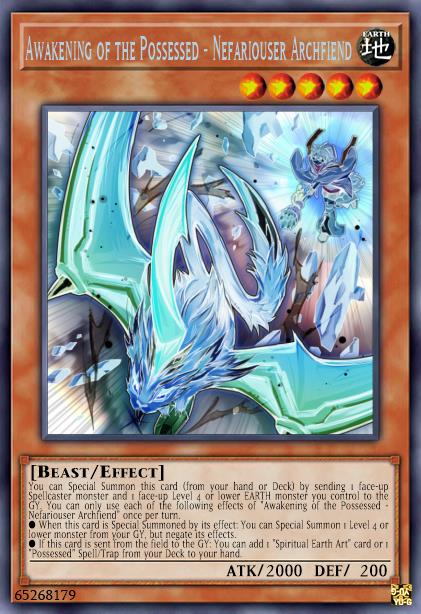 Awakening of the Possessed - Nefariouser Archfiend
EARTH
地
[Beast/Effect]
You can Special Summon this card (from your hand or Deck) by sending 1 face-up
Spellcaster monster and 1 face-up Level 4 or lower EARTH monster you control to the
GY. You can only use each of the following effects of "Awakening of the Possessed -
Nefariouser Archfiend" once per turn.
● When this card is Special Summoned by its effect: You can Special Summon 1 Level 4 or
lower monster from your GY, but negate its effects.
● If this card is sent from the field to the GY: You can add 1 "Spiritual Earth Art" card or 1
"Possessed" Spell/Trap from your Deck to your hand.
ATK/2000 DEF/ 200
65268179